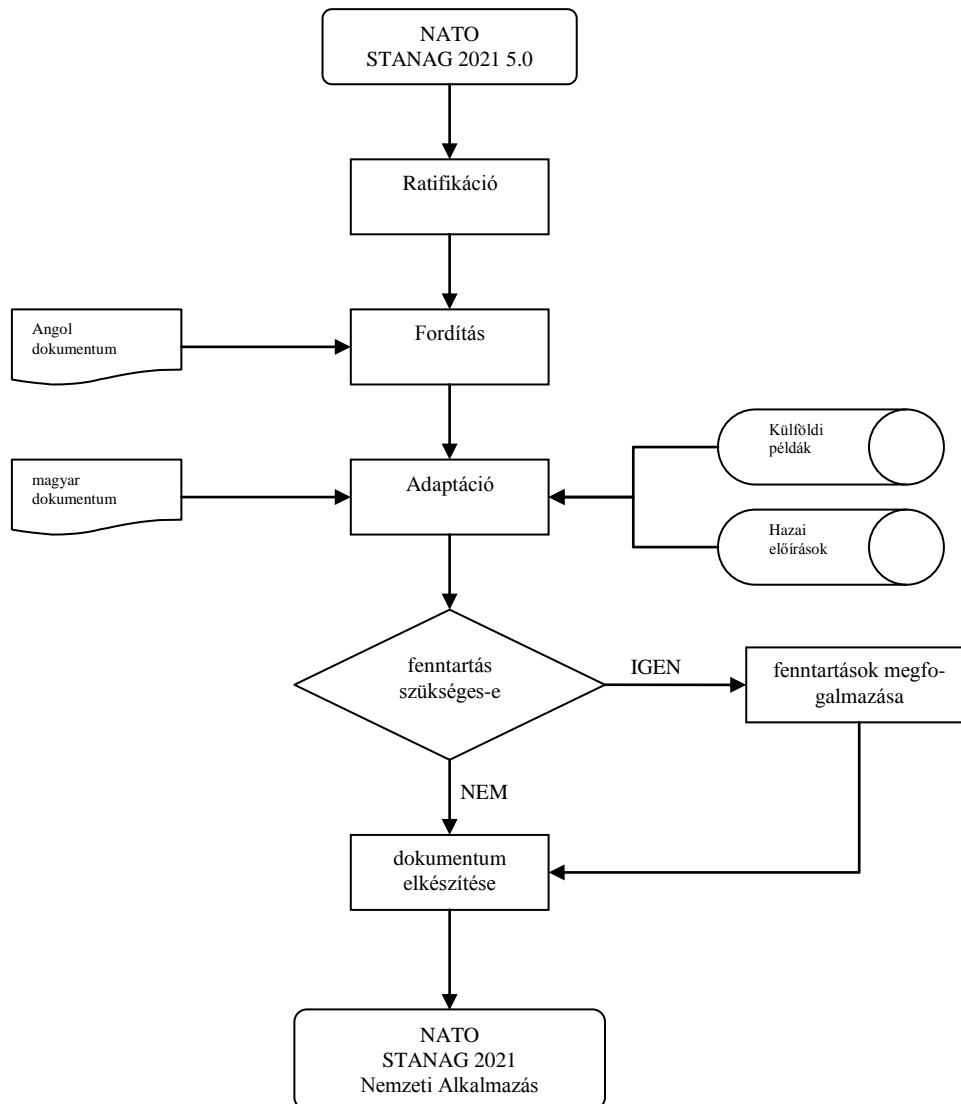 NATO
STANAG 2021 5.0
Ratifikáció
Angol
dokumentum
Fordítás
magyar
dokumentum
Adaptáció
Külföldi
példák
Hazai
előírások
fenntartás
szükséges-e
IGEN
fenntartások megfo-
galmazása
NEM
dokumentum
elkészítése
NATO
STANAG 2021
Nemzeti Alkalmazás